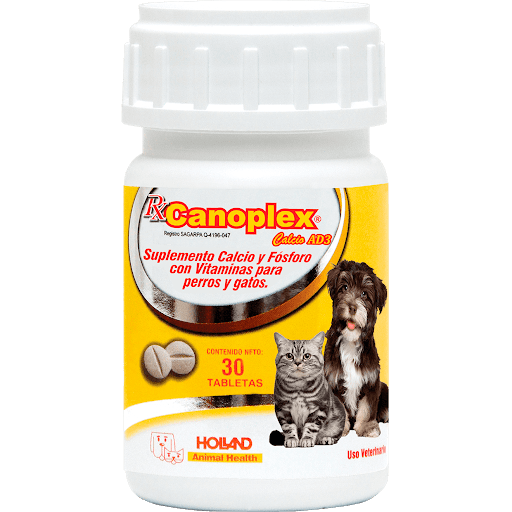 Rx Canoplex®
Registro SAGARPA Q-4196-047
Calcio AD3
Suplemento Calcio y Fósforo
con Vitaminas para
perros y gatos.
CONTENIDO NETO:
30
TABLETAS
HOLLAND
Animal Health
Uso Veterinario